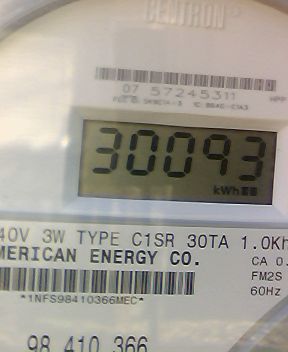 CENTRON
07 57245311
30093
kWh
40V 3W TYPE C1SR 30TA 1.0Kh
MERICAN ENERGY CO. CA 0.
FM2S
*1NFS98410366MEC* 60Hz
98 410 366